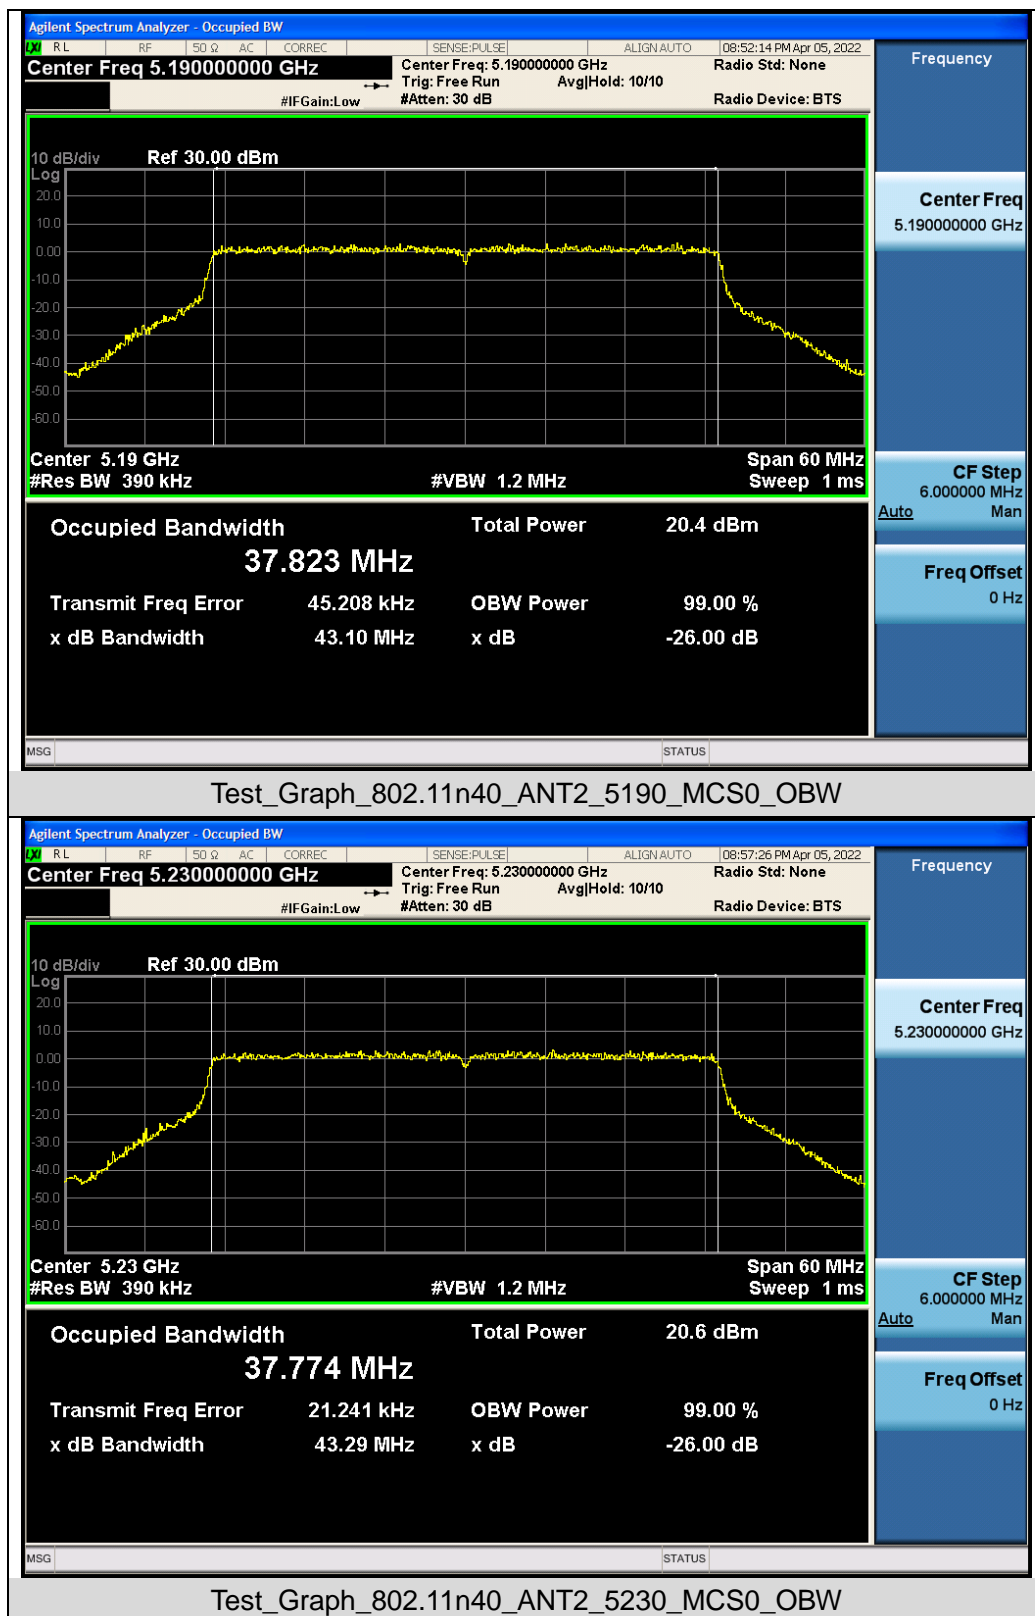 Agilent Spectrum Analyzer - Occupied BW
LXI RL RF 50 Ω AC CORREC SENSE:PULSE ALIGN AUTO 08:52:14 PM Apr 05, 2022
Center Freq 5.190000000 GHz
Center Freq: 5.190000000 GHz Radio Std: None
Trig: Free Run Avg|Hold: 10/10
#IFGain:Low #Atten: 30 dB Radio Device: BTS
Frequency
10 dB/div Ref 30.00 dBm
Log
20.0
10.0
0.00
-10.0
-20.0
-30.0
-40.0
-50.0
-60.0
Center 5.19 GHz Span 60 MHz
#Res BW 390 kHz #VBW 1.2 MHz Sweep 1 ms
Center Freq
5.190000000 GHz
CF Step
6.000000 MHz
Auto Man
Freq Offset
0 Hz
Occupied Bandwidth Total Power 20.4 dBm
37.823 MHz
Transmit Freq Error 45.208 kHz OBW Power 99.00 %
x dB Bandwidth 43.10 MHz x dB -26.00 dB
MSG STATUS
Test_Graph_802.11n40_ANT2_5190_MCS0_OBW
Agilent Spectrum Analyzer - Occupied BW
LXI RL RF 50 Ω AC CORREC SENSE:PULSE ALIGN AUTO 08:57:26 PM Apr 05, 2022
Center Freq 5.230000000 GHz
Center Freq: 5.230000000 GHz Radio Std: None
Trig: Free Run Avg|Hold: 10/10
#IFGain:Low #Atten: 30 dB Radio Device: BTS
Frequency
10 dB/div Ref 30.00 dBm
Log
20.0
10.0
0.00
-10.0
-20.0
-30.0
-40.0
-50.0
-60.0
Center 5.23 GHz Span 60 MHz
#Res BW 390 kHz #VBW 1.2 MHz Sweep 1 ms
Center Freq
5.230000000 GHz
CF Step
6.000000 MHz
Auto Man
Freq Offset
0 Hz
Occupied Bandwidth Total Power 20.6 dBm
37.774 MHz
Transmit Freq Error 21.241 kHz OBW Power 99.00 %
x dB Bandwidth 43.29 MHz x dB -26.00 dB
MSG STATUS
Test_Graph_802.11n40_ANT2_5230_MCS0_OBW